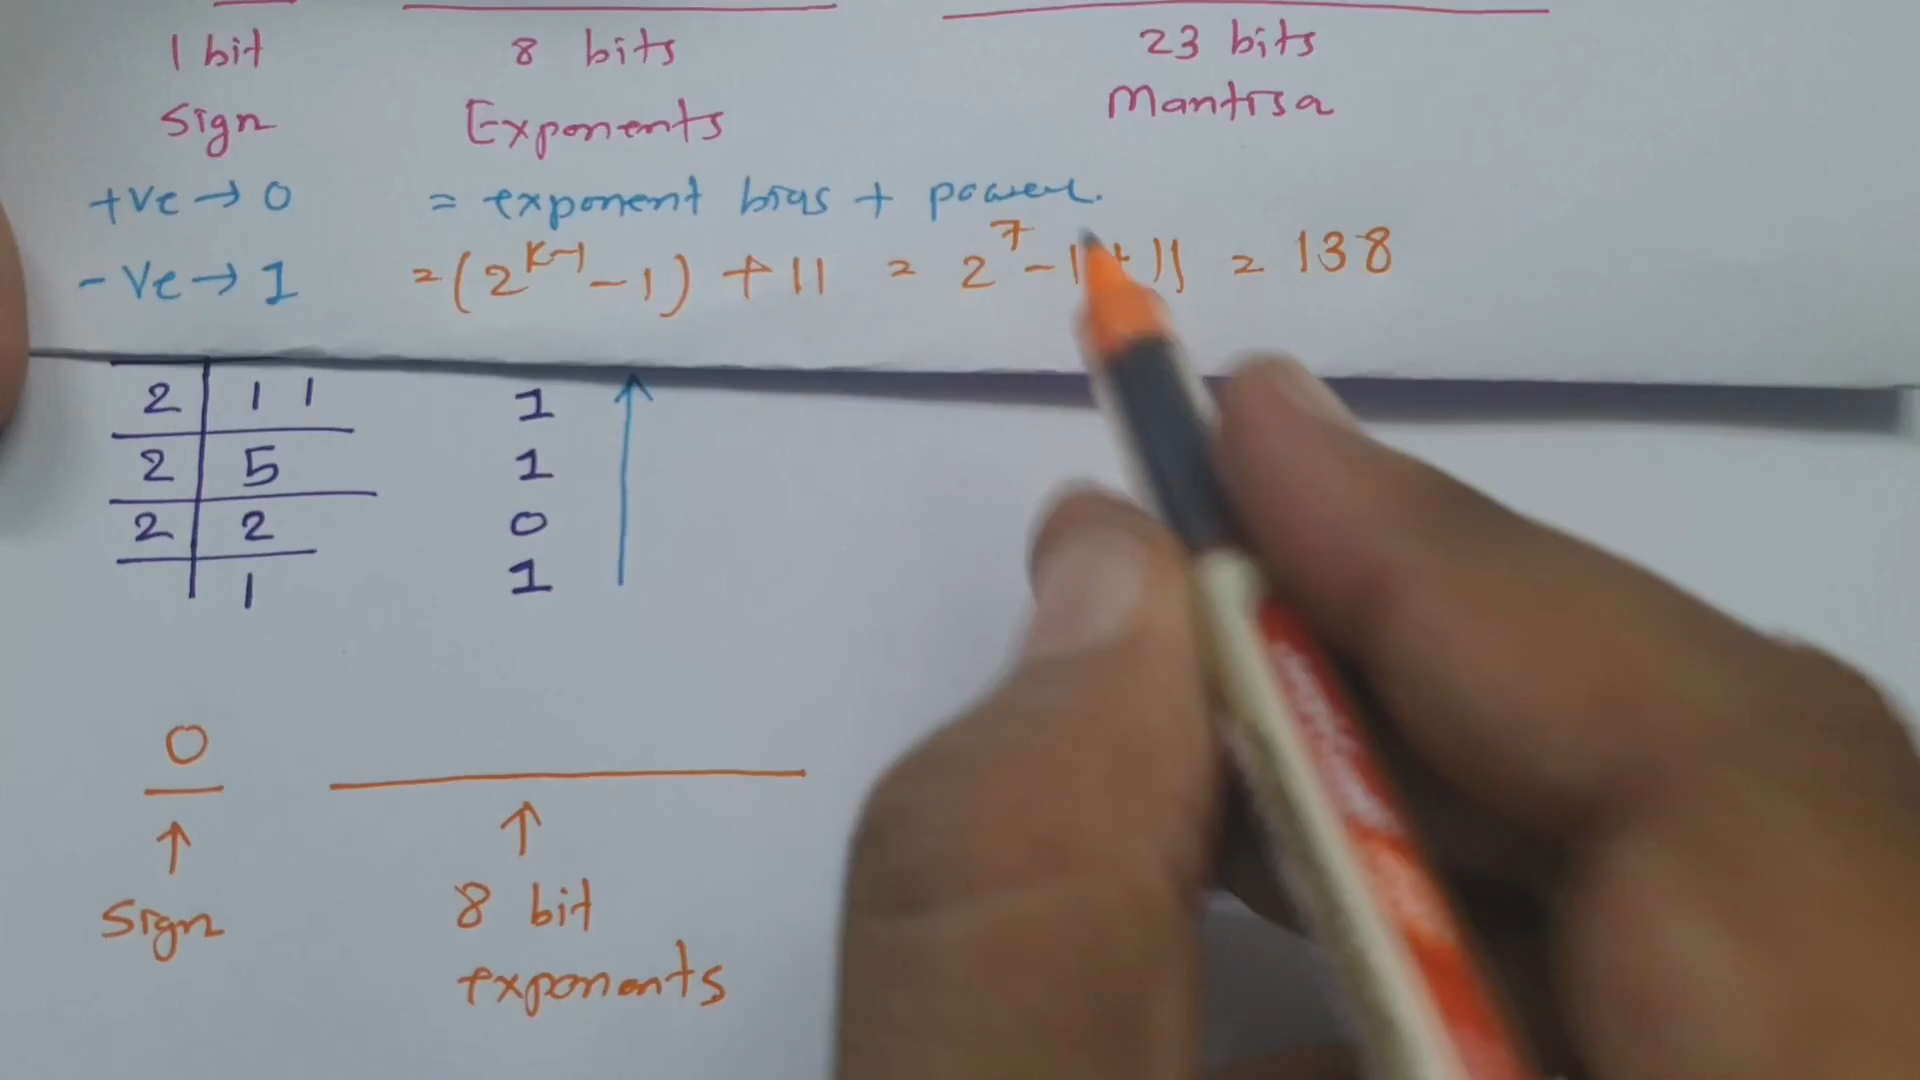 1 bit 8 bits 23 bits
Sign Exponents Mantisa
+ve → 0 = exponent bias + power.
-ve → 1 = (2^{K-1} - 1) + 11 = 2^7 - 1 + 11 = 138
2 11 1
2 5 1
2 2 0
1 1
0
↑ ↑
Sign 8 bit
exponents